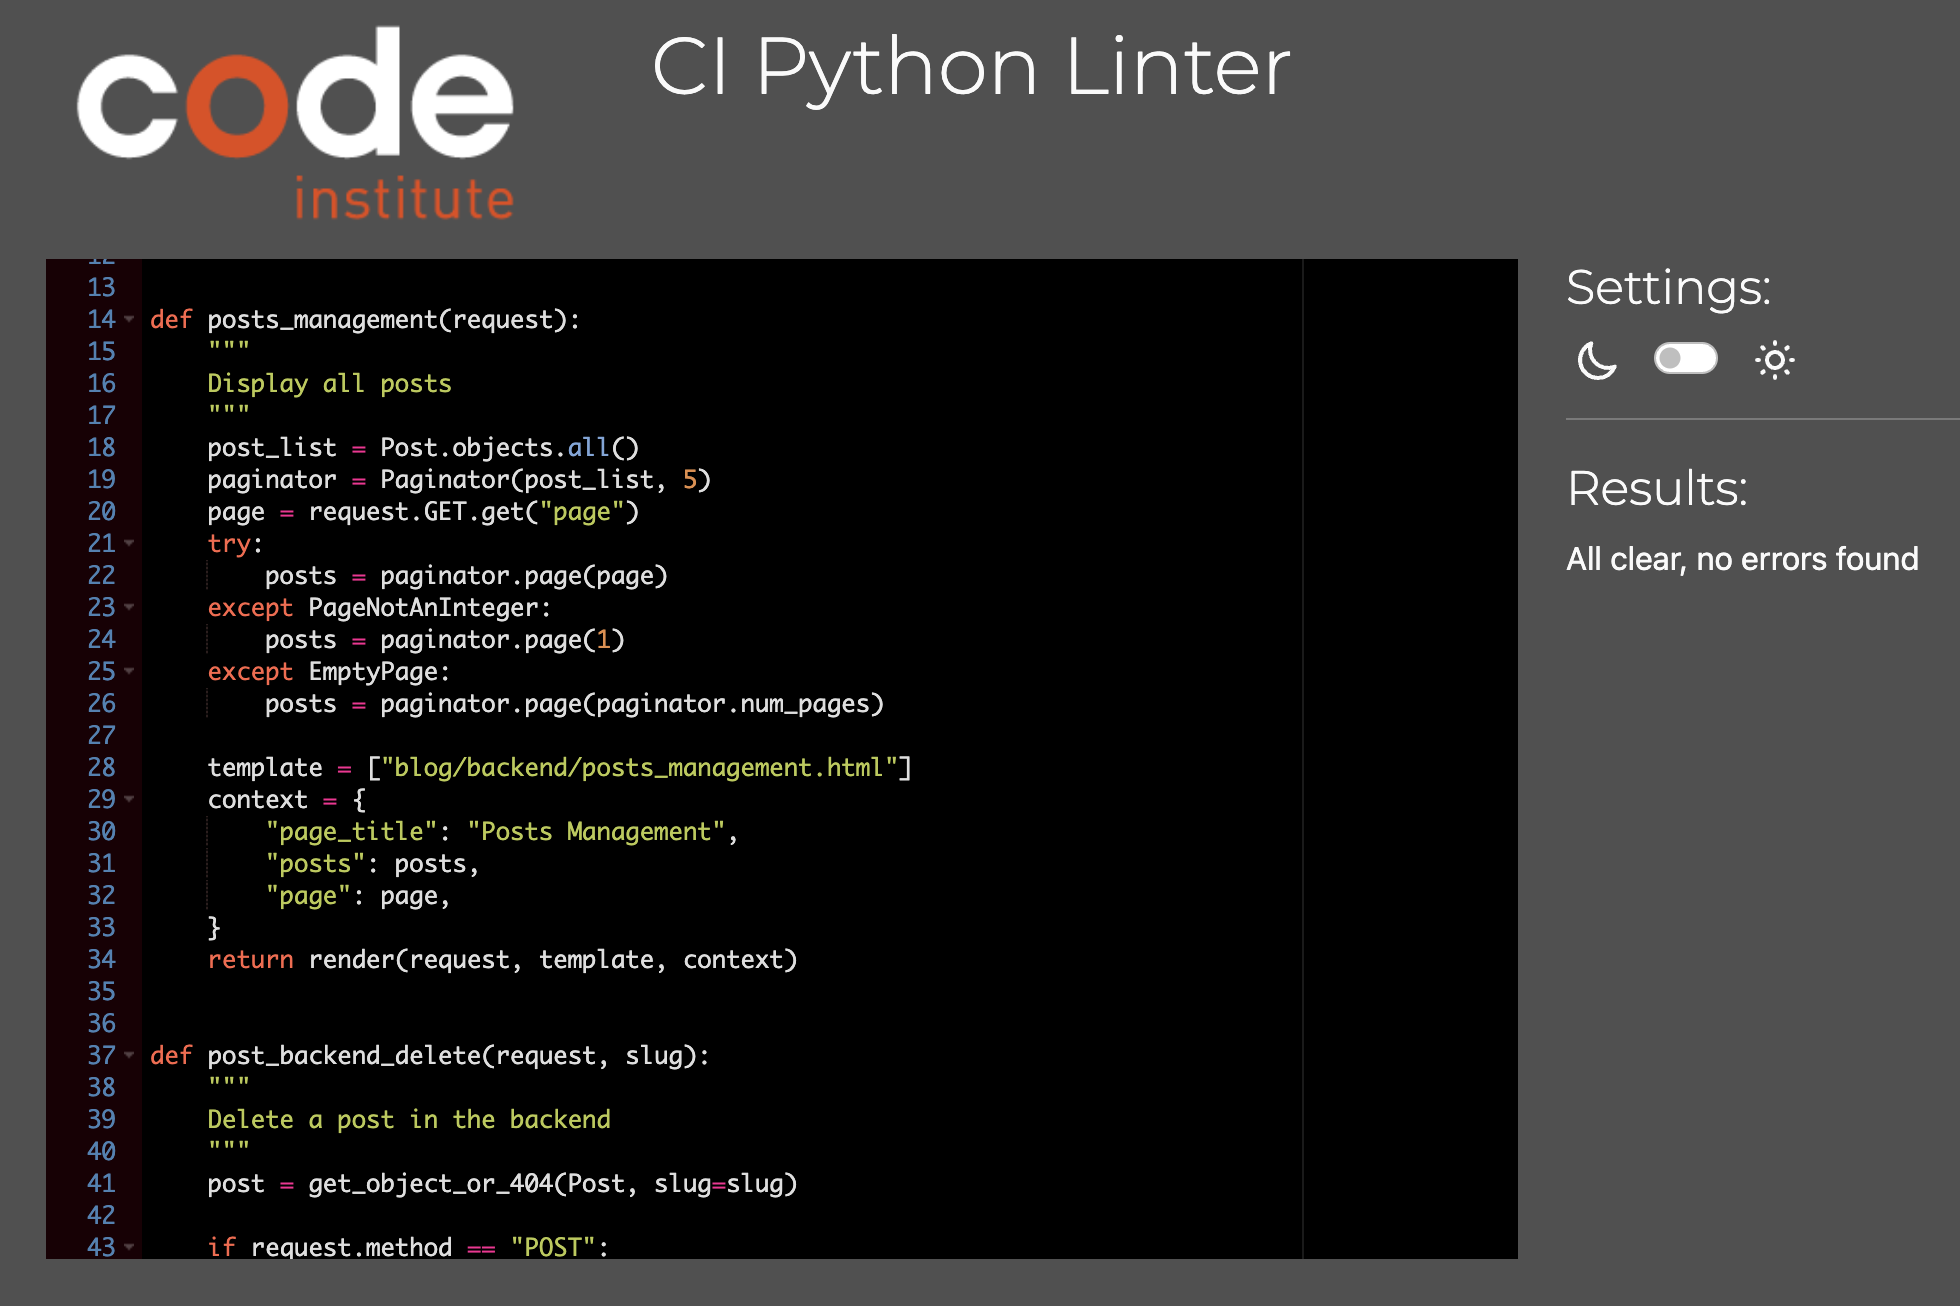 code
institute
CI Python Linter
13
14 def posts_management(request):
15     """
16     Display all posts
17     """
18     post_list = Post.objects.all()
19     paginator = Paginator(post_list, 5)
20     page = request.GET.get("page")
21     try:
22         posts = paginator.page(page)
23     except PageNotAnInteger:
24         posts = paginator.page(1)
25     except EmptyPage:
26         posts = paginator.page(paginator.num_pages)
27
28     template = ["blog/backend/posts_management.html"]
29     context = {
30         "page_title": "Posts Management",
31         "posts": posts,
32         "page": page,
33     }
34     return render(request, template, context)
35
36
37 def post_backend_delete(request, slug):
38     """
39     Delete a post in the backend
40     """
41     post = get_object_or_404(Post, slug=slug)
42
43     if request.method == "POST":
Settings:
Results:
All clear, no errors found